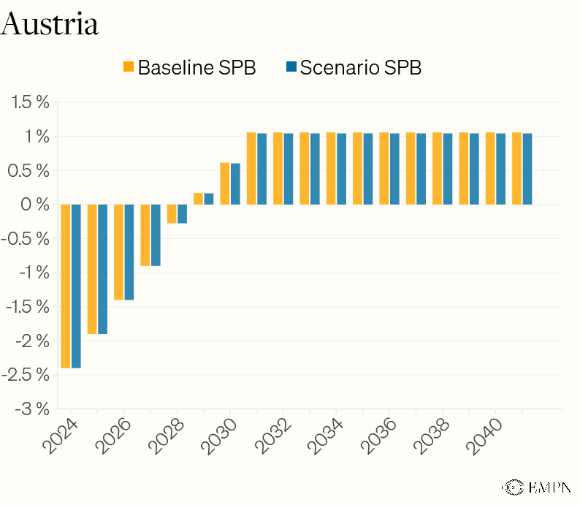 Austria
Baseline SPB Scenario SPB
1.5 %
1 %
0.5 %
0 %
-0.5 %
-1 %
-1.5 %
-2 %
-2.5 %
-3 %
2024 2026 2028 2030 2032 2034 2036 2038 2040
EMPN